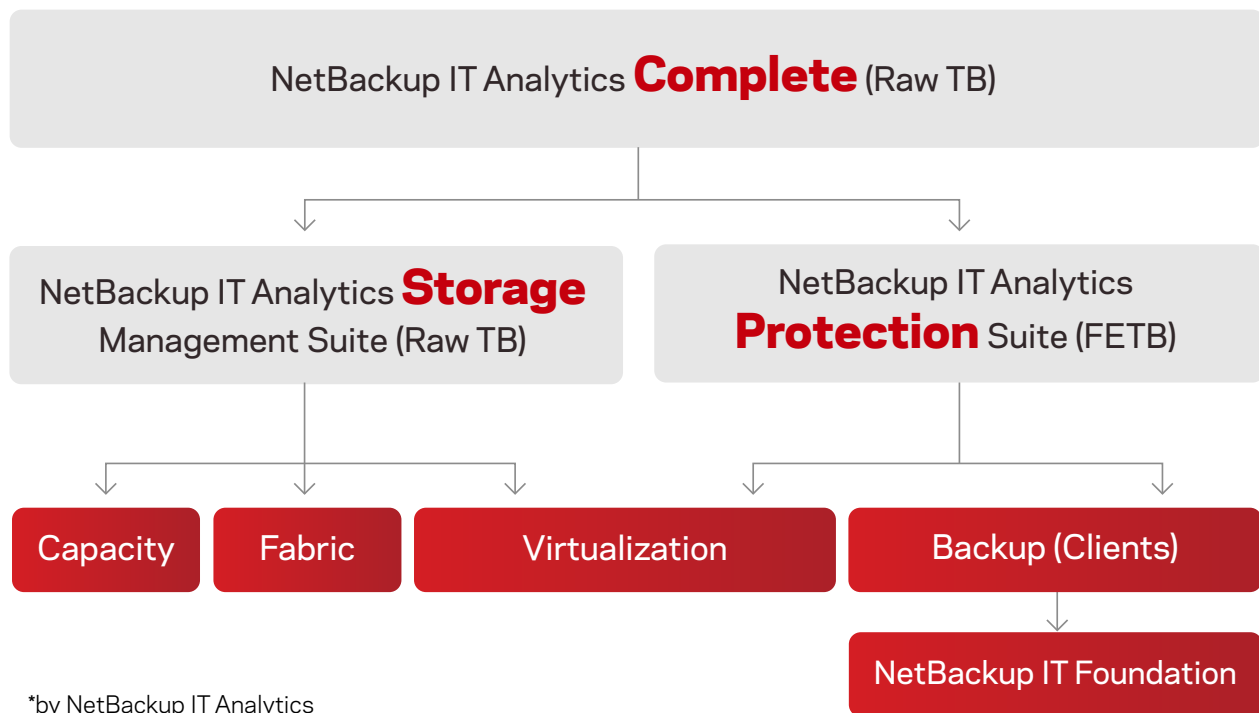 NetBackup IT Analytics Complete (Raw TB)
NetBackup IT Analytics Storage
Management Suite (Raw TB)
NetBackup IT Analytics
Protection Suite (FETB)
Capacity
Fabric
Virtualization
Backup (Clients)
NetBackup IT Foundation
*by NetBackup IT Analytics